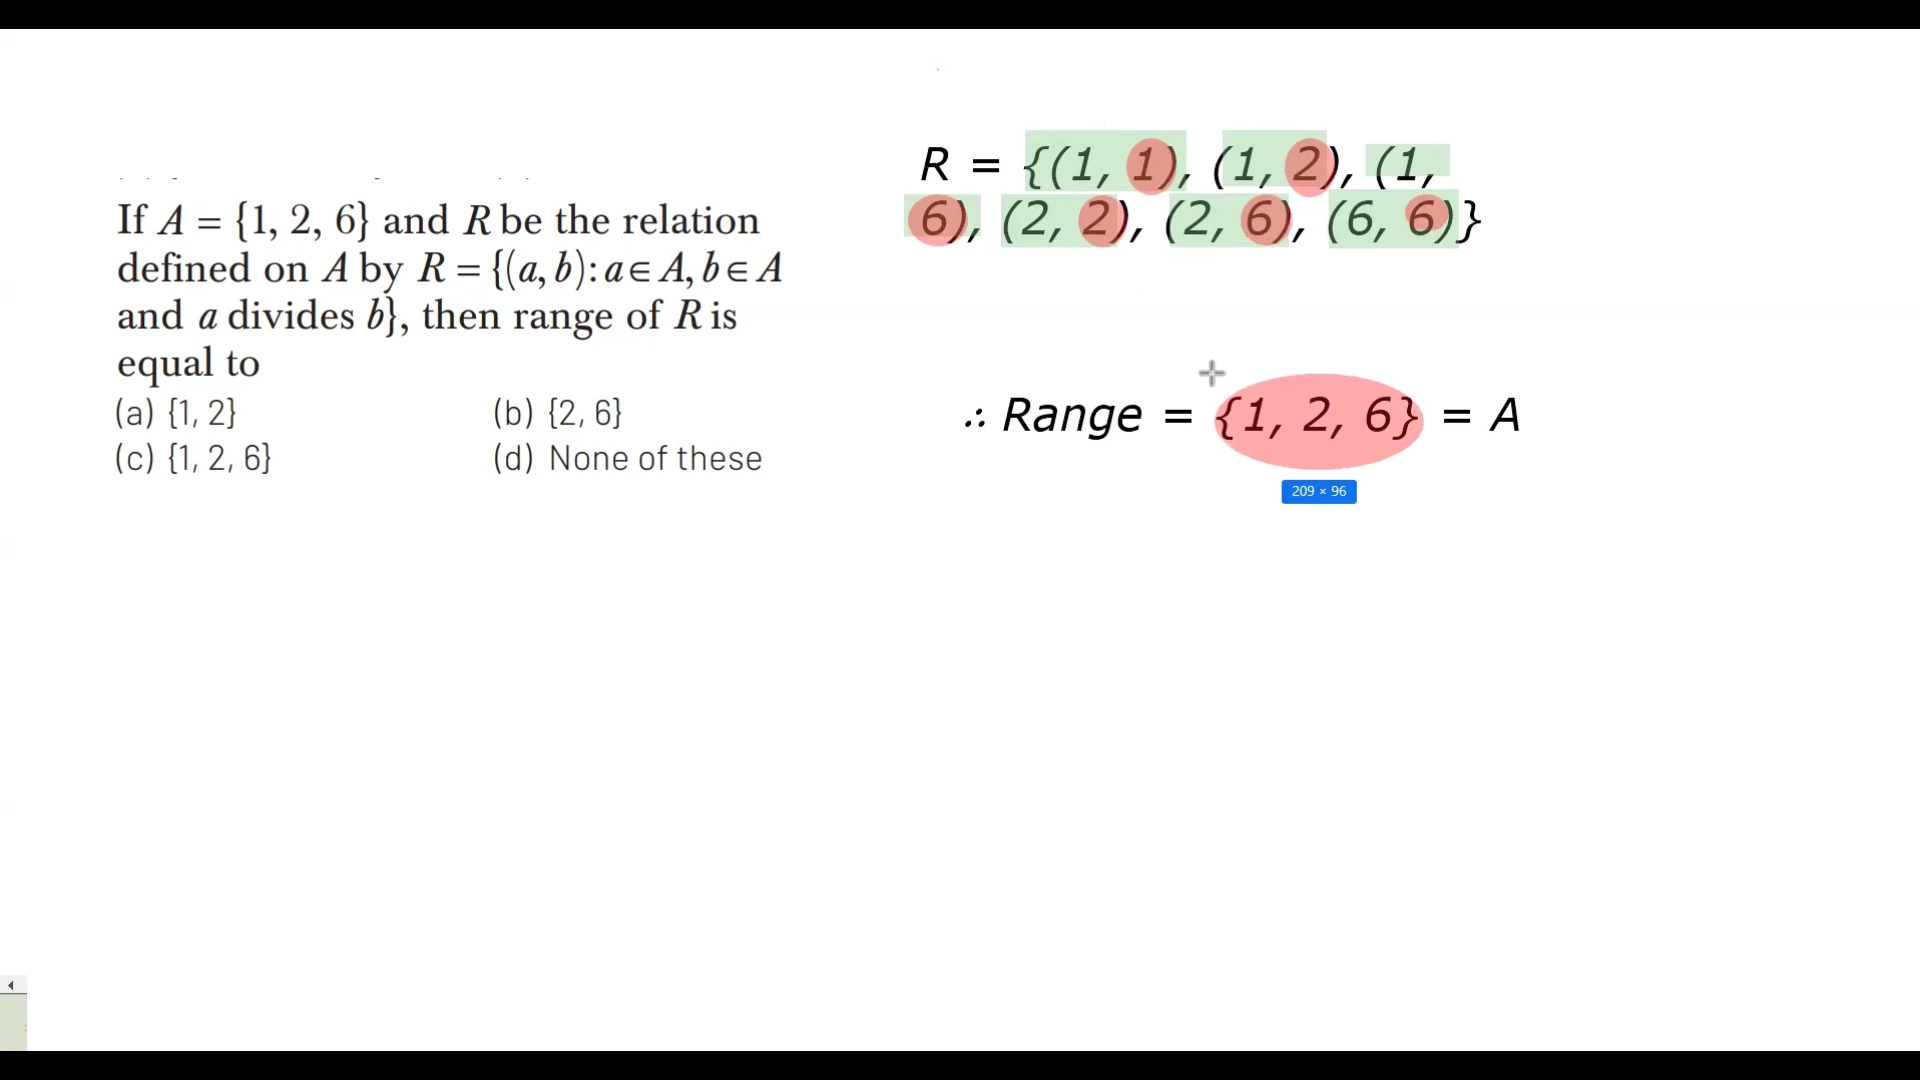 If A = {1, 2, 6} and R be the relation
defined on A by R = {(a, b): a ∈ A, b ∈ A
and a divides b}, then range of R is
equal to
(a) {1, 2} (b) {2, 6}
(c) {1, 2, 6} (d) None of these
R = {(1, 1), (1, 2), (1,
6), (2, 2), (2, 6), (6, 6)}
∴ Range = {1, 2, 6} = A
209 × 96